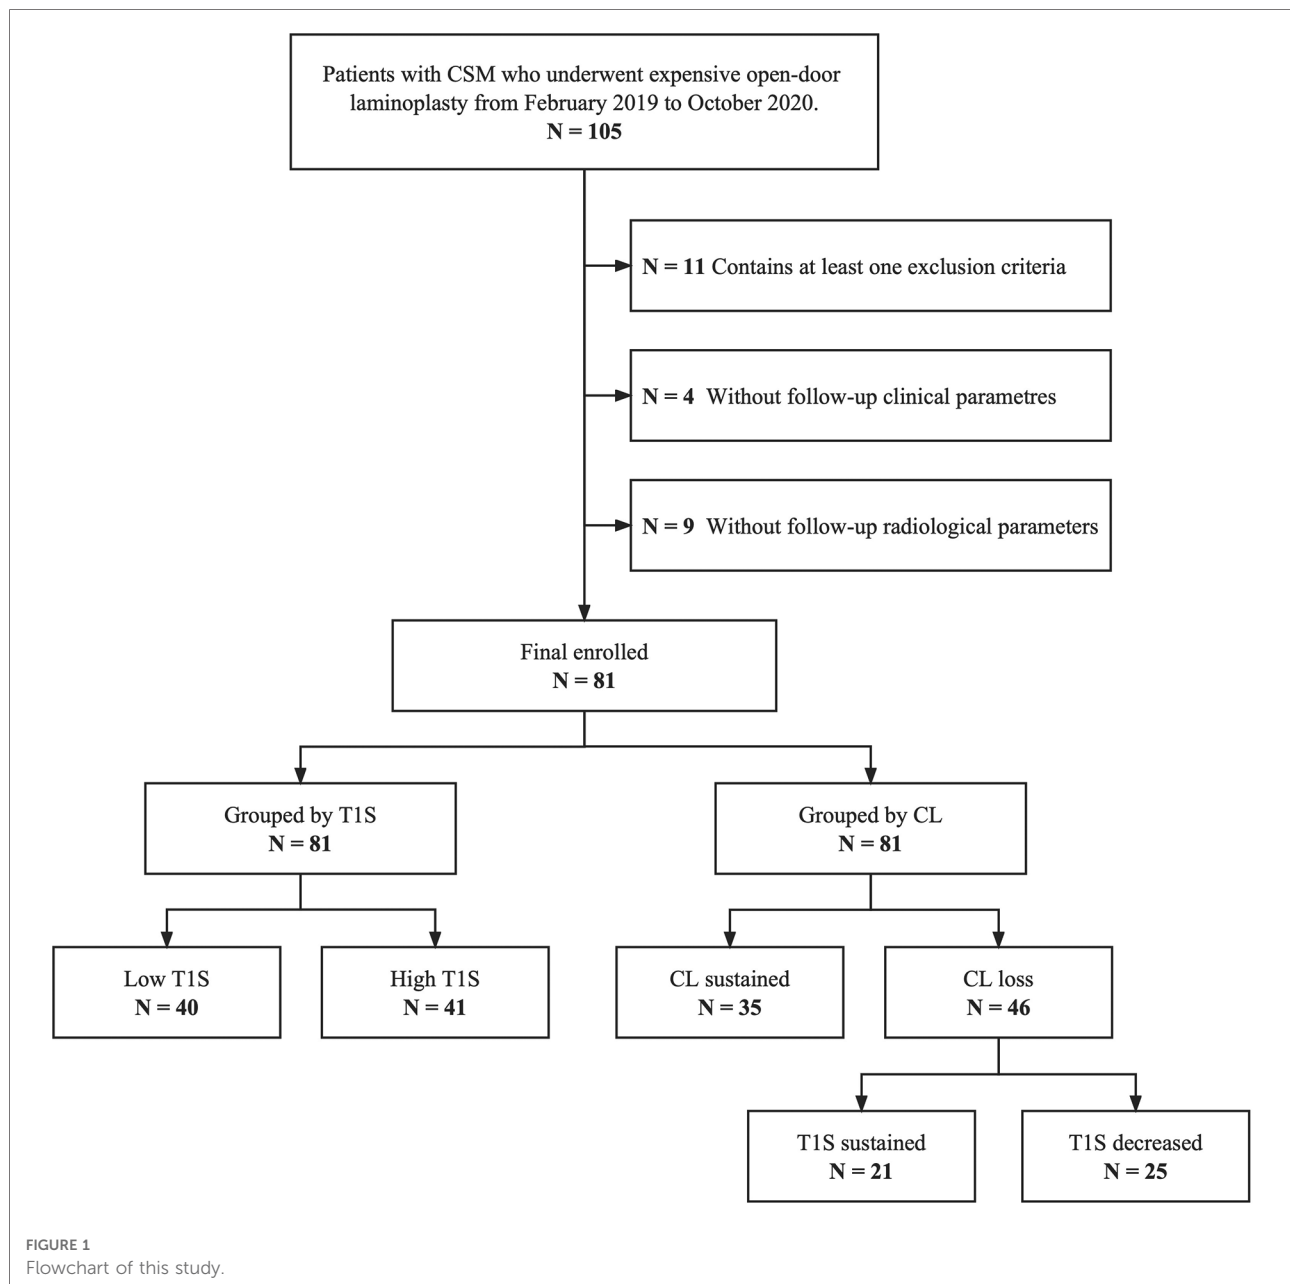 Patients with CSM who underwent expensive open-door
laminoplasty from February 2019 to October 2020.
N = 105
N = 11 Contains at least one exclusion criteria
N = 4 Without follow-up clinical parametres
N = 9 Without follow-up radiological parameters
Final enrolled
N = 81
Grouped by T1S
N = 81
Grouped by CL
N = 81
Low T1S
N = 40
High T1S
N = 41
CL sustained
N = 35
CL loss
N = 46
T1S sustained
N = 21
T1S decreased
N = 25
FIGURE 1
Flowchart of this study.